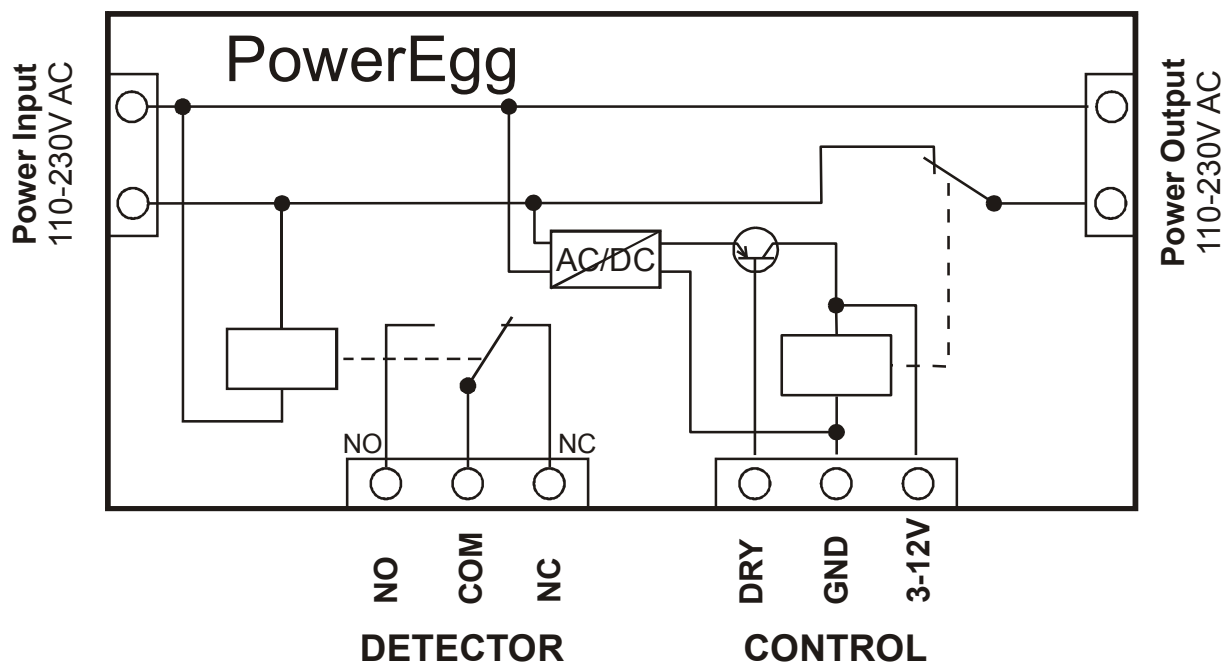 PowerEgg
Power Input
110-230V AC
Power Output
110-230V AC
AC/DC
NO
NC
NO
COM
NC
DRY
GND
3-12V
DETECTOR
CONTROL